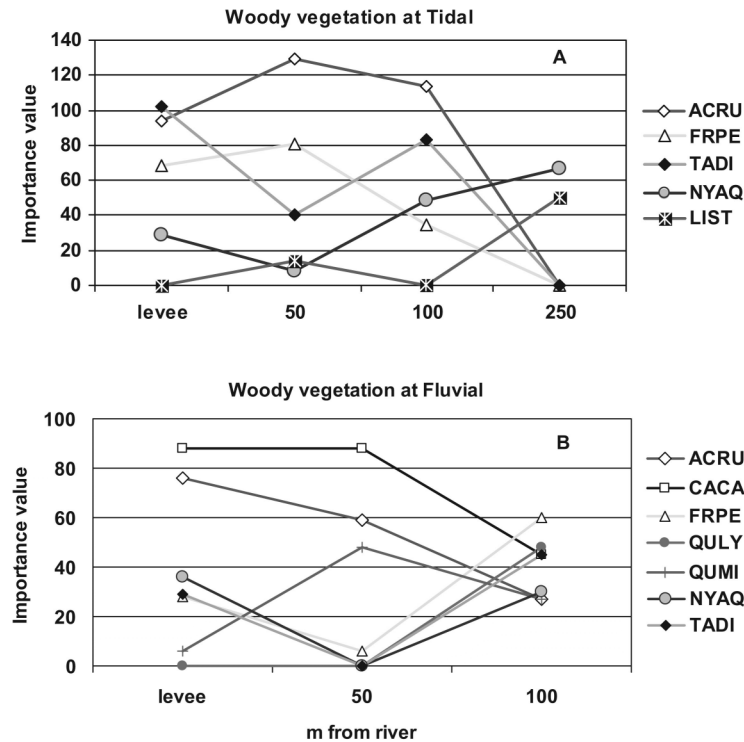 Woody vegetation at Tidal
A
Importance value
140
120
100
80
60
40
20
0
levee 50 100 250
ACRU
FRPE
TADI
NYAQ
LIST
Woody vegetation at Fluvial
B
Importance value
100
80
60
40
20
0
levee 50 100
m from river
ACRU
CACA
FRPE
QULY
QUMI
NYAQ
TADI